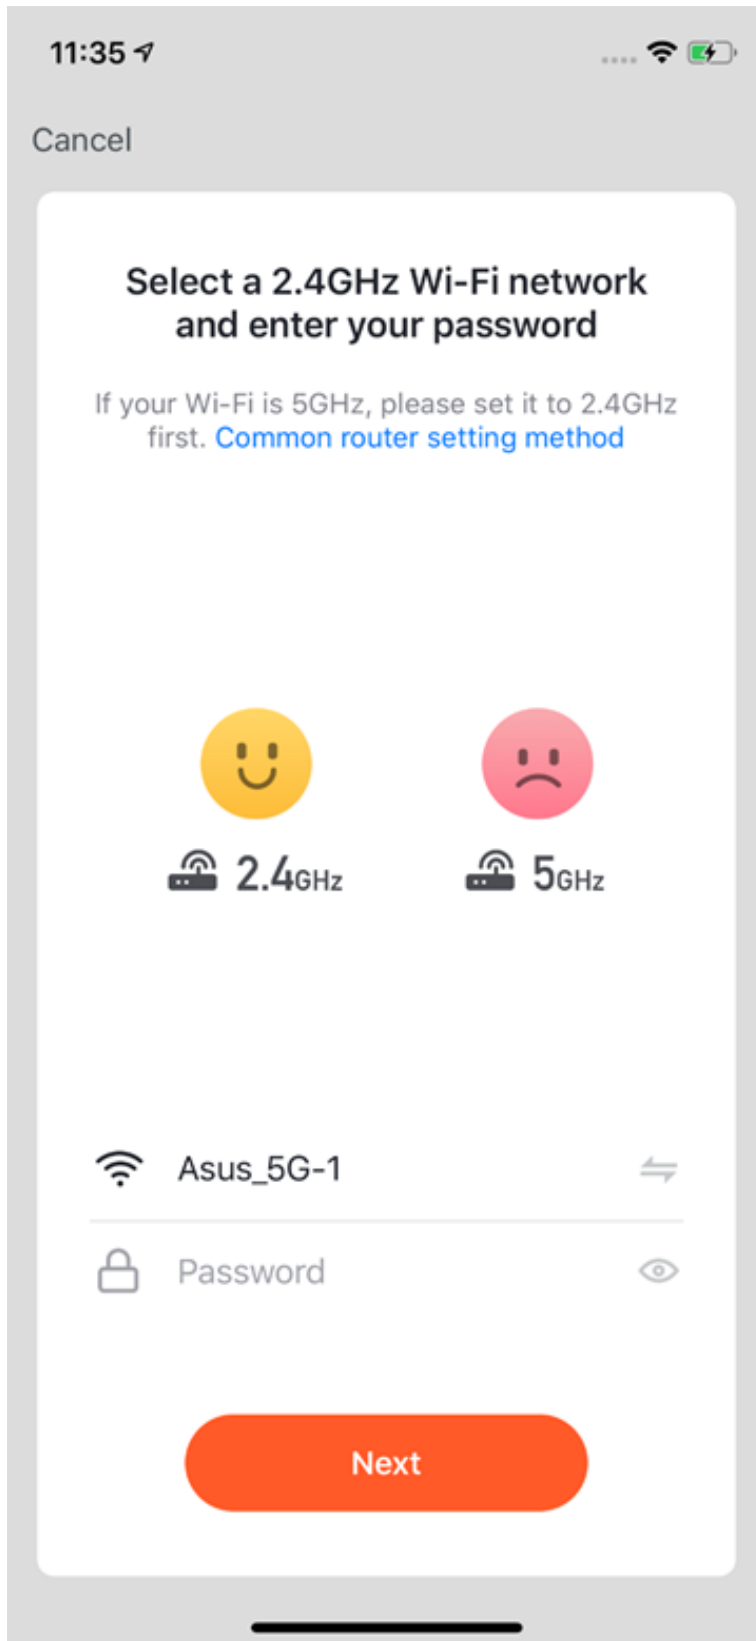 11:35
Cancel
Select a 2.4GHz Wi-Fi network
and enter your password
If your Wi-Fi is 5GHz, please set it to 2.4GHz
first. Common router setting method
2.4GHz 5GHz
Asus_5G-1
Password
Next